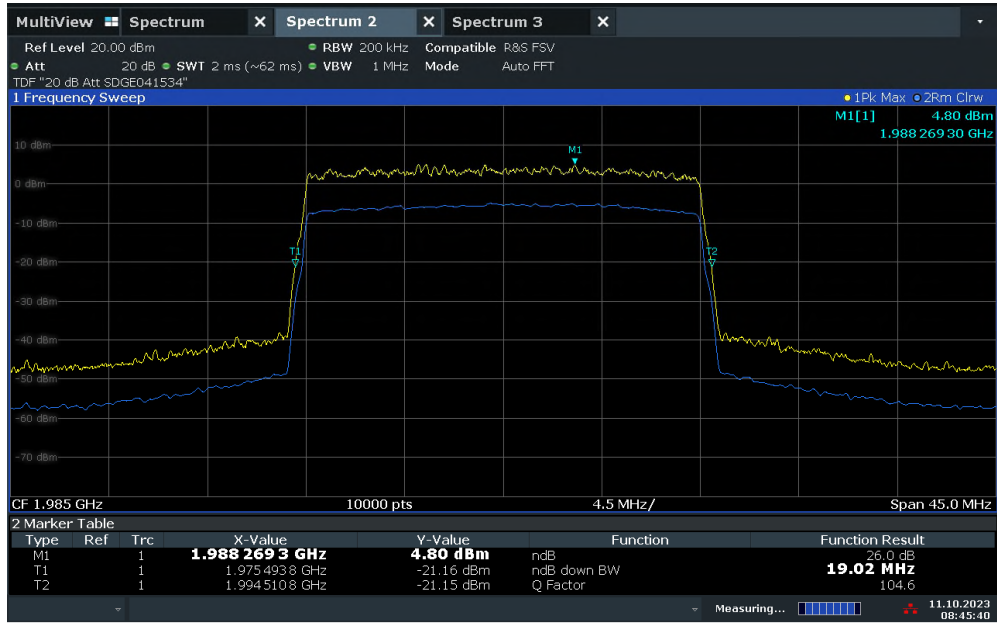 MultiView Spectrum X Spectrum 2 X Spectrum 3 X
Ref Level 20.00 dBm RBW 200 kHz Compatible R&S FSV
Att 20 dB SWT 2 ms (~62 ms) VBW 1 MHz Mode Auto FFT
TDF "20 dB Att SDGE041534"
1 Frequency Sweep 1Pk Max 2Rm Clrw
M1[1] 4.80 dBm
1.988 269 30 GHz
10 dBm
M1
0 dBm
-10 dBm
T1 T2
-20 dBm
-30 dBm
-40 dBm
-50 dBm
-60 dBm
-70 dBm
CF 1.985 GHz 10000 pts 4.5 MHz/ Span 45.0 MHz
2 Marker Table
Type Ref Trc X-Value Y-Value Function Function Result
M1 1 1.988 269 3 GHz 4.80 dBm ndB 26.0 dB
T1 1 1.975 493 8 GHz -21.16 dBm ndB down BW 19.02 MHz
T2 1 1.994 510 8 GHz -21.15 dBm Q Factor 104.6
Measuring... 11.10.2023
08:45:40